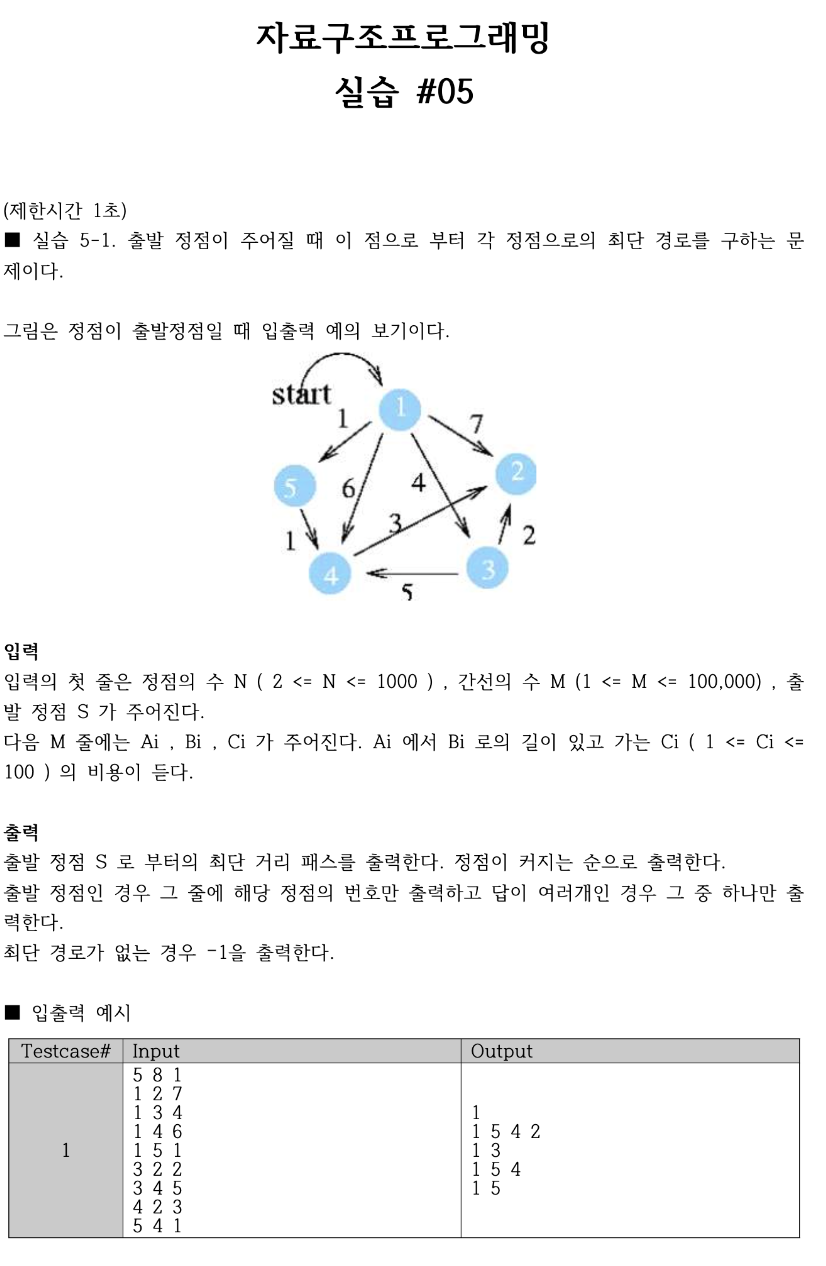 자료구조프로그래밍
실습 #05
(제한시간 1초)
■ 실습 5-1. 출발 정점이 주어질 때 이 점으로 부터 각 정점으로의 최단 경로를 구하는 문
제이다.
그림은 정점이 출발정점일 때 입출력 예의 보기이다.
start
1
1
7
2
5
6
4
3
1
2
4
3
5
입력
입력의 첫 줄은 정점의 수 N ( 2 <= N <= 1000 ) , 간선의 수 M (1 <= M <= 100,000) , 출
발 정점 S 가 주어진다.
다음 M 줄에는 Ai , Bi , Ci 가 주어진다. Ai 에서 Bi 로의 길이 있고 가는 Ci ( 1 <= Ci <=
100 ) 의 비용이 듣다.
출력
출발 정점 S 로 부터의 최단 거리 패스를 출력한다. 정점이 커지는 순으로 출력한다.
출발 정점인 경우 그 줄에 해당 정점의 번호만 출력하고 답이 여러개인 경우 그 중 하나만 출
력한다.
최단 경로가 없는 경우 -1을 출력한다.
■ 입출력 예시
Testcase# Input Output
1
5 8 1
1 2 7
1 3 4
1 4 6
1 5 1
3 2 2
3 4 5
4 2 3
5 4 1
1
1 5 4 2
1 3
1 5 4
1 5